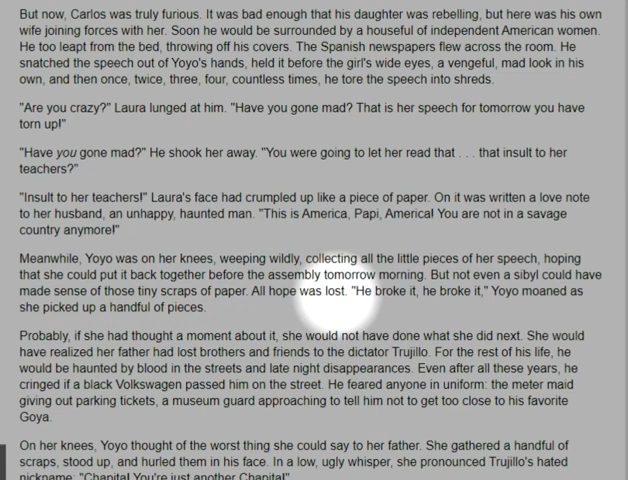 But now, Carlos was truly furious. It was bad enough that his daughter was rebelling, but here was his own
wife joining forces with her. Soon he would be surrounded by a houseful of independent American women.
He too leapt from the bed, throwing off his covers. The Spanish newspapers flew across the room. He
snatched the speech out of Yoyo's hands, held it before the girl's wide eyes, a vengeful, mad look in his
own, and then once, twice, three, four, countless times, he tore the speech into shreds.
"Are you crazy?" Laura lunged at him. "Have you gone mad? That is her speech for tomorrow you have
torn up!"
"Have you gone mad?" He shook her away. "You were going to let her read that . . . that insult to her
teachers?"
"Insult to her teachers!" Laura's face had crumpled up like a piece of paper. On it was written a love note
to her husband, an unhappy, haunted man. "This is America, Papi, America! You are not in a savage
country anymore!"
Meanwhile, Yoyo was on her knees, weeping wildly, collecting all the little pieces of her speech, hoping
that she could put it back together before the assembly tomorrow morning. But not even a sibyl could have
made sense of those tiny scraps of paper. All hope was lost. "He broke it, he broke it," Yoyo moaned as
she picked up a handful of pieces.
Probably, if she had thought a moment about it, she would not have done what she did next. She would
have realized her father had lost brothers and friends to the dictator Trujillo. For the rest of his life, he
would be haunted by blood in the streets and late night disappearances. Even after all these years, he
cringed if a black Volkswagen passed him on the street. He feared anyone in uniform: the meter maid
giving out parking tickets, a museum guard approaching to tell him not to get too close to his favorite
Goya.
On her knees, Yoyo thought of the worst thing she could say to her father. She gathered a handful of
scraps, stood up, and hurled them in his face. In a low, ugly whisper, she pronounced Trujillo's hated
nickname: "Chapita! You're just another Chapita!"